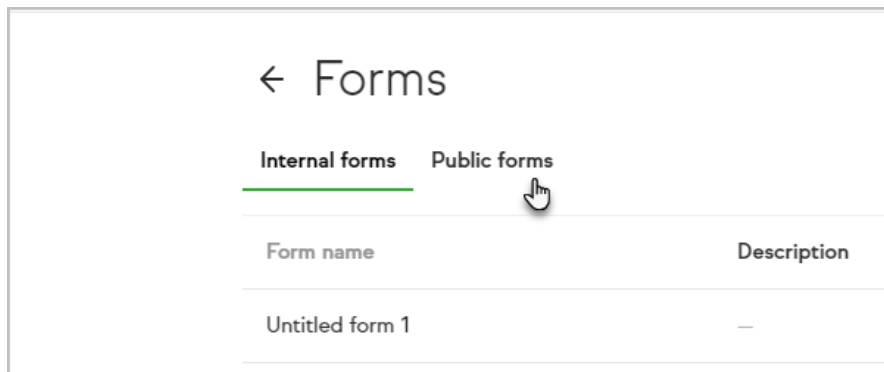 Forms
Internal forms Public forms
Form name Description
Untitled form 1 —